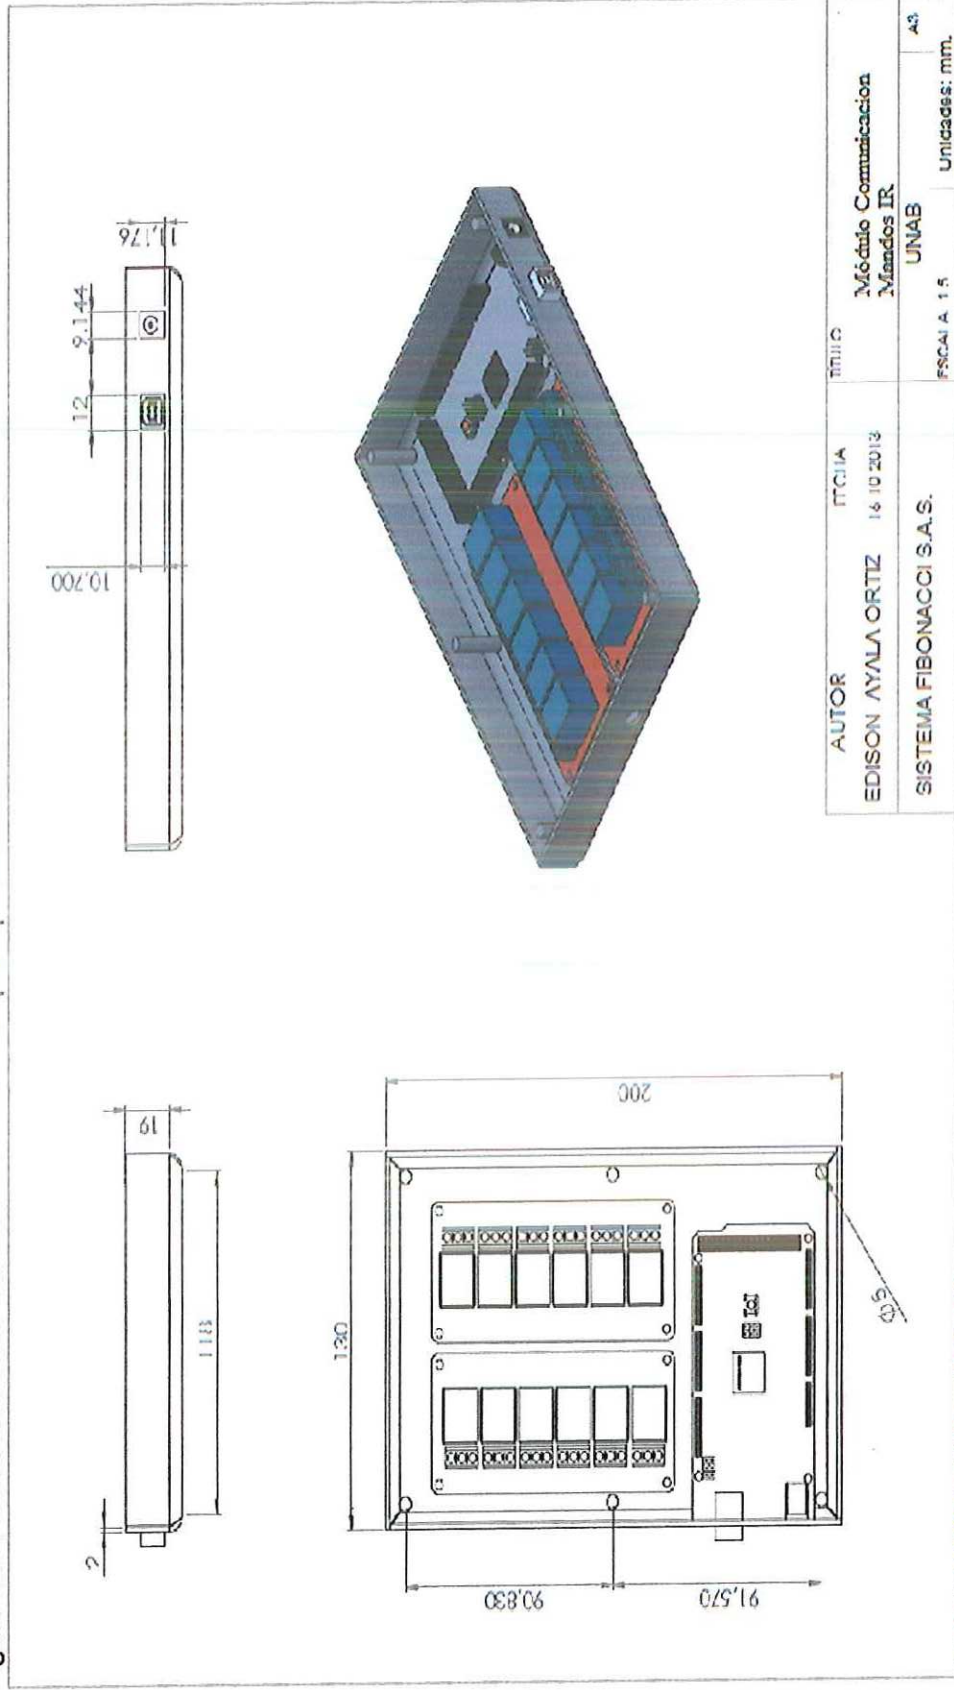 2
19
118
130
200
90,830
91,570
Φ5
10,700
12
9.144
11,176
AUTOR
EDISON AYALA ORTIZ
16 10 2013
TITULO
Módulo Comunicacion
Mandos IR
SISTEMA FIBONACCI S.A.S.
UNAB
A3
ESCALA 1 5
Unidades: mm.